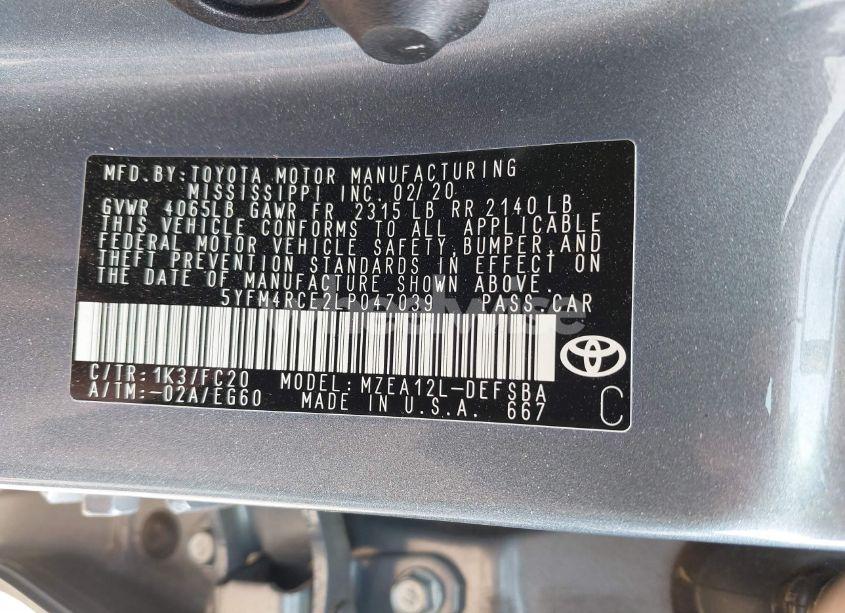 MFD. BY: TOYOTA MOTOR MANUFACTURING
MISSISSIPPI INC. 02/20
GVWR 4065LB GAWR FR 2315 LB RR 2140 LB
THIS VEHICLE CONFORMS TO ALL APPLICABLE
FEDERAL MOTOR VEHICLE SAFETY, BUMPER, AND
THEFT PREVENTION STANDARDS IN EFFECT ON
THE DATE OF MANUFACTURE SHOWN ABOVE.
5YFM4RCE2LP047039 PASS. CAR
C/TR: 1K3/FC20 MODEL: MZEA12L-DEFSBA
A/TM: -02A/EG60 MADE IN U.S.A. 667
C